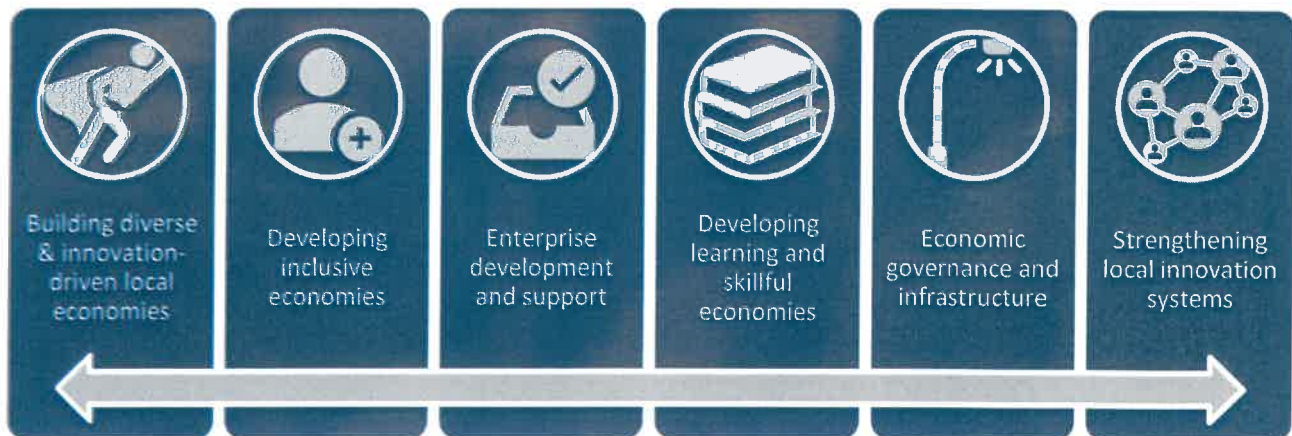 Building diverse
& innovation-
driven local
economies
Developing
inclusive
economies
Enterprise
development
and support
Developing
learning and
skillful
economies
Economic
governance and
infrastructure
Strengthening
local innovation
systems